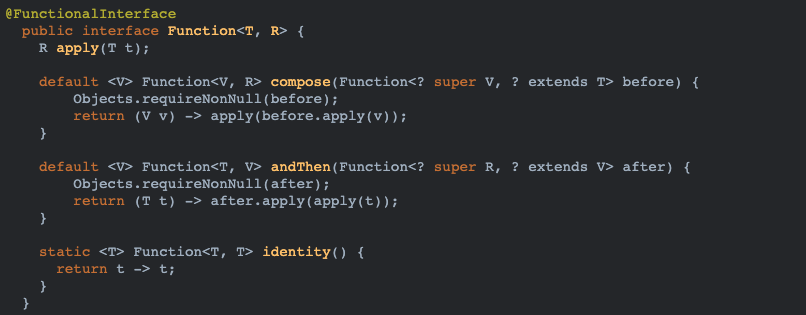 @FunctionalInterface
public interface Function<T, R> {
R apply(T t);
default <V> Function<V, R> compose(Function<? super V, ? extends T> before) {
Objects.requireNonNull(before);
return (V v) -> apply(before.apply(v));
}
default <V> Function<T, V> andThen(Function<? super R, ? extends V> after) {
Objects.requireNonNull(after);
return (T t) -> after.apply(apply(t));
}
static <T> Function<T, T> identity() {
return t -> t;
}
}